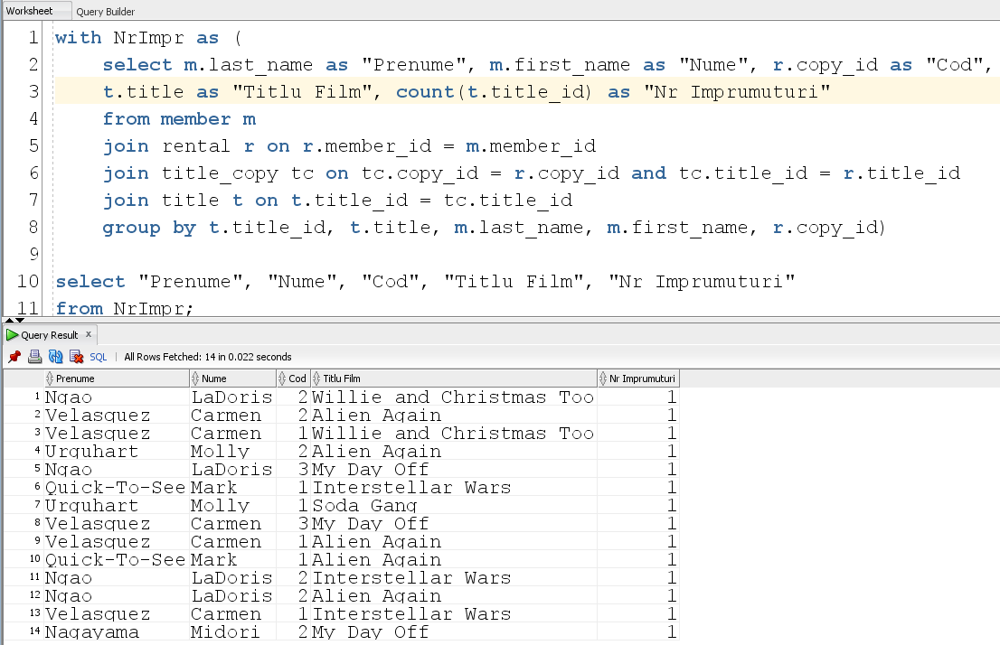 Worksheet Query Builder
1 with NrImpr as (
2 select m.last_name as "Prenume", m.first_name as "Nume", r.copy_id as "Cod",
3 t.title as "Titlu Film", count(t.title_id) as "Nr Imprumuturi"
4 from member m
5 join rental r on r.member_id = m.member_id
6 join title_copy tc on tc.copy_id = r.copy_id and tc.title_id = r.title_id
7 join title t on t.title_id = tc.title_id
8 group by t.title_id, t.title, m.last_name, m.first_name, r.copy_id)
9
10 select "Prenume", "Nume", "Cod", "Titlu Film", "Nr Imprumuturi"
11 from NrImpr;
Query Result x
SQL | All Rows Fetched: 14 in 0.022 seconds
Prenume Nume Cod Titlu Film Nr Imprumuturi
1 Ngao LaDoris 2 Willie and Christmas Too 1
2 Velasquez Carmen 2 Alien Again 1
3 Velasquez Carmen 1 Willie and Christmas Too 1
4 Urguhart Molly 2 Alien Again 1
5 Ngao LaDoris 3 My Day Off 1
6 Quick-To-See Mark 1 Interstellar Wars 1
7 Urguhart Molly 1 Soda Gang 1
8 Velasquez Carmen 3 My Day Off 1
9 Velasquez Carmen 1 Alien Again 1
10 Quick-To-See Mark 1 Alien Again 1
11 Ngao LaDoris 2 Interstellar Wars 1
12 Ngao LaDoris 2 Alien Again 1
13 Velasquez Carmen 1 Interstellar Wars 1
14 Nagayama Midori 2 My Day Off 1